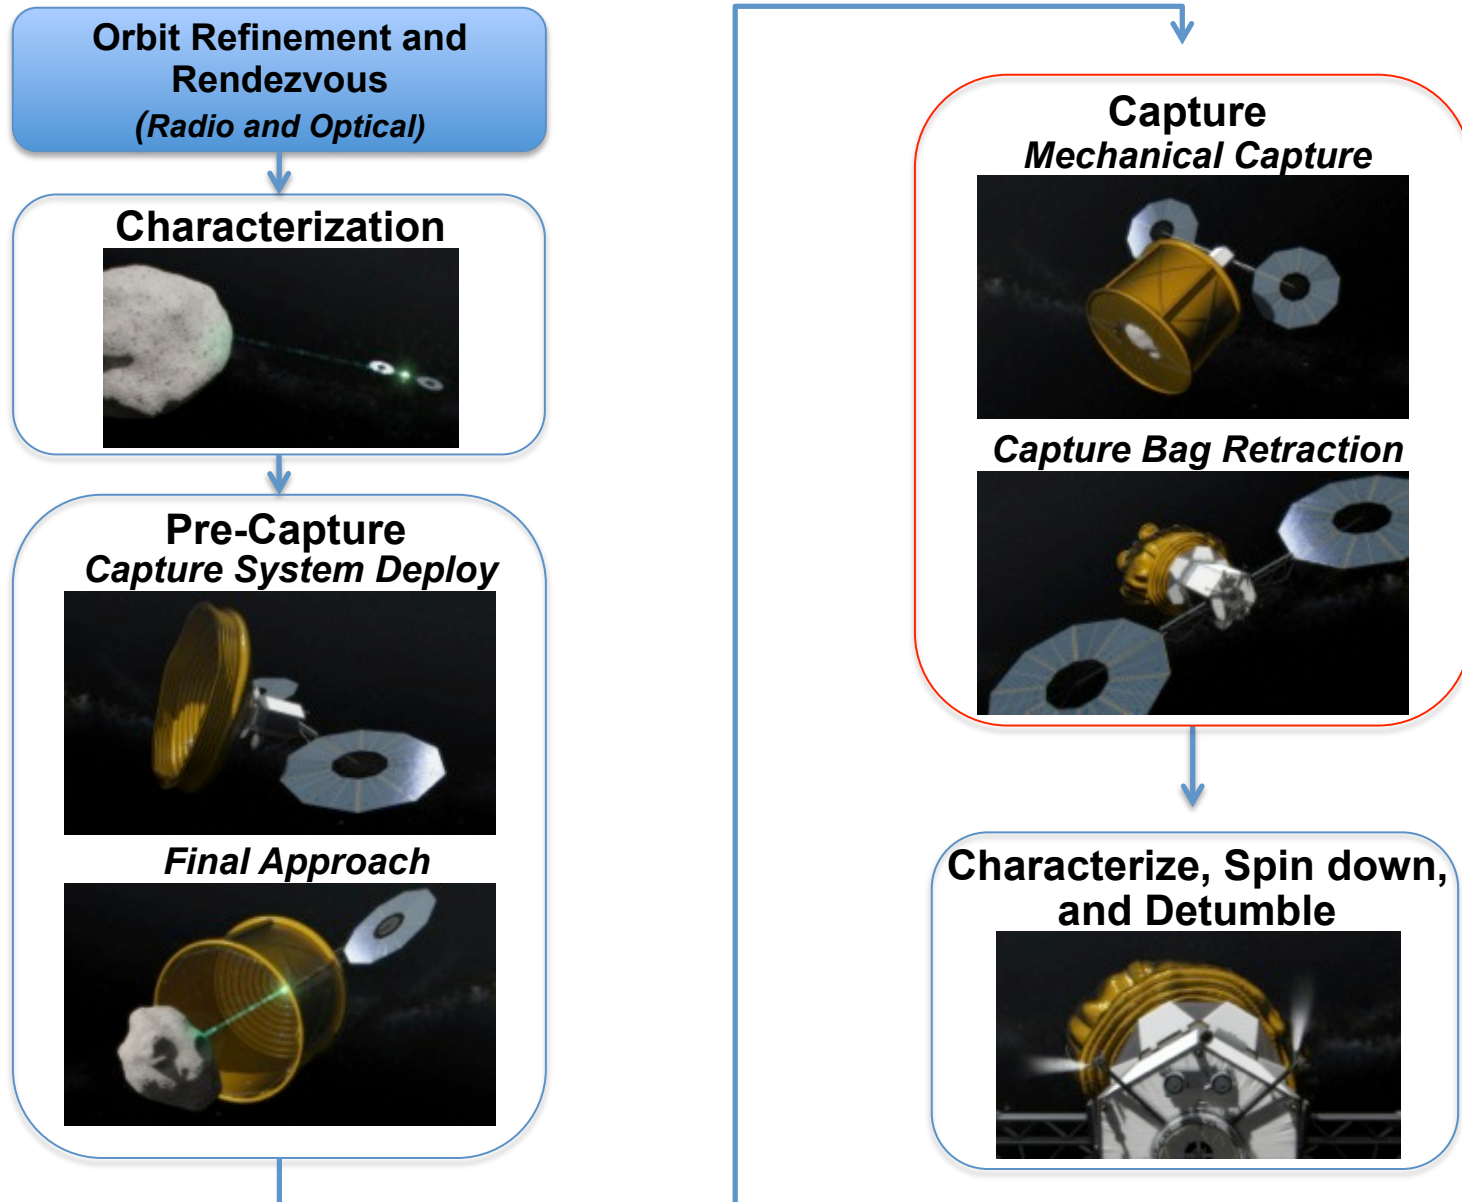 Orbit Refinement and
Rendezvous
(Radio and Optical)
Characterization
Pre-Capture
Capture System Deploy
Final Approach
Capture
Mechanical Capture
Capture Bag Retraction
Characterize, Spin down,
and Detumble